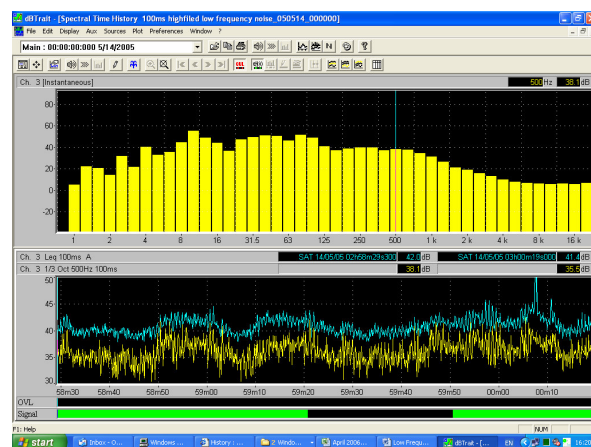 dBTrait - [Spectral Time History 100ms highfiled low frequency noise_050514_000000]
File Edit Display Aux Sources Plot Preferences Window ?
Main : 00:00:00:000 5/14/2005
Ch. 3 [Instantaneous] 500 Hz 38.1 dB
80
60
40
20
0
-20
1 2 4 8 16 31.5 63 125 250 500 1 k 2 k 4 k 8 k 16 k
Ch. 3 Leq 100ms A SAT 14/05/05 02h58m29s300 42.0 dB SAT 14/05/05 03h00m19s000 41.4 dB
Ch. 3 1/3 Oct 500Hz 100ms 38.1 dB 35.5 dB
50
45
40
35
30
58m30 58m40 58m50 59m00 59m10 59m20 59m30 59m40 59m50 00m00 00m10
OVL
Signal
F1: Help NUM
start Inbox - O... Windows ... History : ... 2 Windo... April 2006... Low Frequ... dBTrait - [... EN 16:20